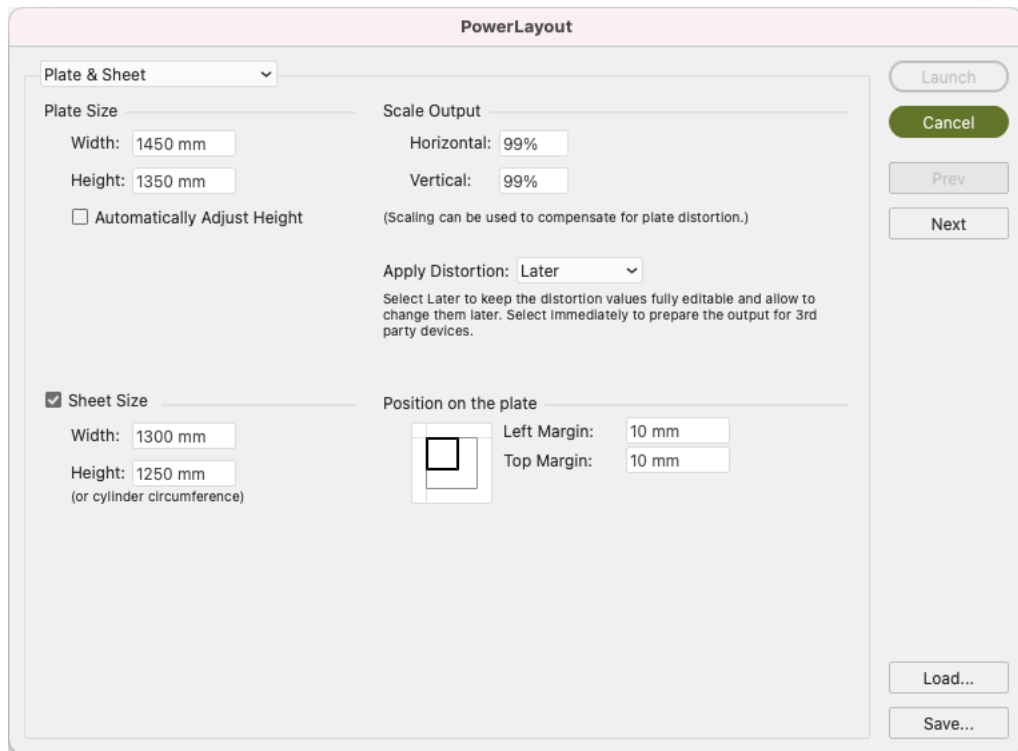 PowerLayout
Plate & Sheet
Launch
Cancel
Prev
Next
Plate Size
Width: 1450 mm
Height: 1350 mm
Automatically Adjust Height
Scale Output
Horizontal: 99%
Vertical: 99%
(Scaling can be used to compensate for plate distortion.)
Apply Distortion: Later
Select Later to keep the distortion values fully editable and allow to
change them later. Select Immediately to prepare the output for 3rd
party devices.
Sheet Size
Width: 1300 mm
Height: 1250 mm
(or cylinder circumference)
Position on the plate
Left Margin: 10 mm
Top Margin: 10 mm
Load...
Save...